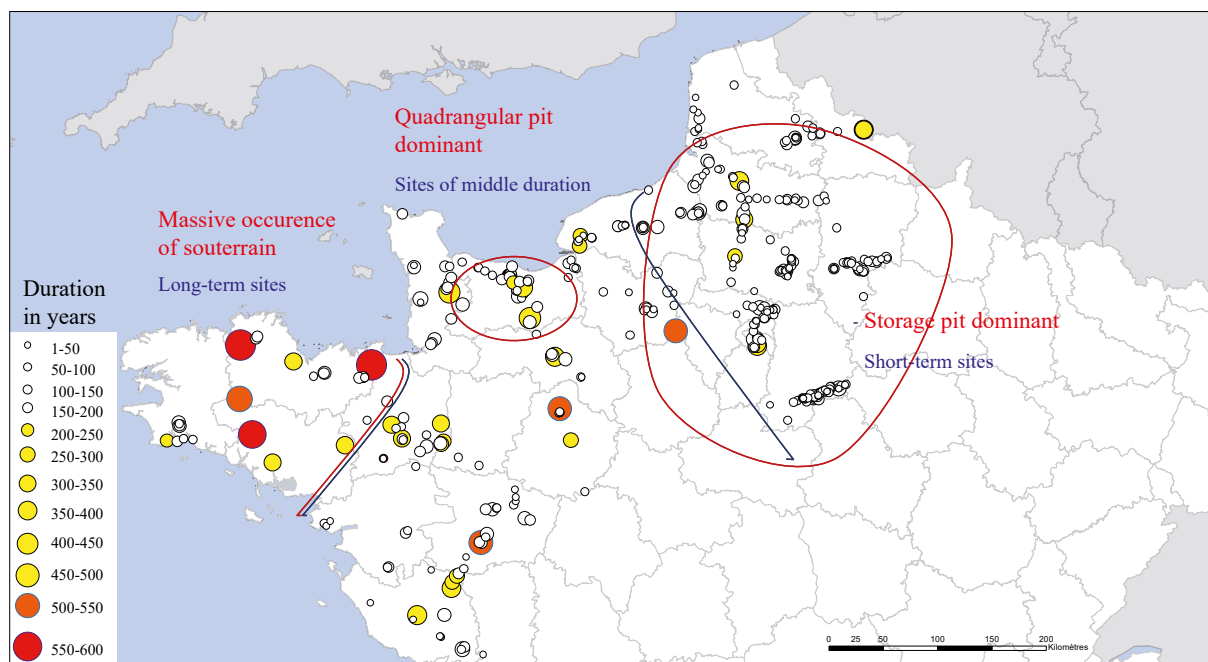 Quadrangular pit
dominant
Sites of middle duration
Massive occurence
of souterrain
Long-term sites
Storage pit dominant
Short-term sites
Duration
in years
1-50
50-100
100-150
150-200
200-250
250-300
300-350
350-400
400-450
450-500
500-550
550-600
0 25 50 100 150 200
Kilomètres